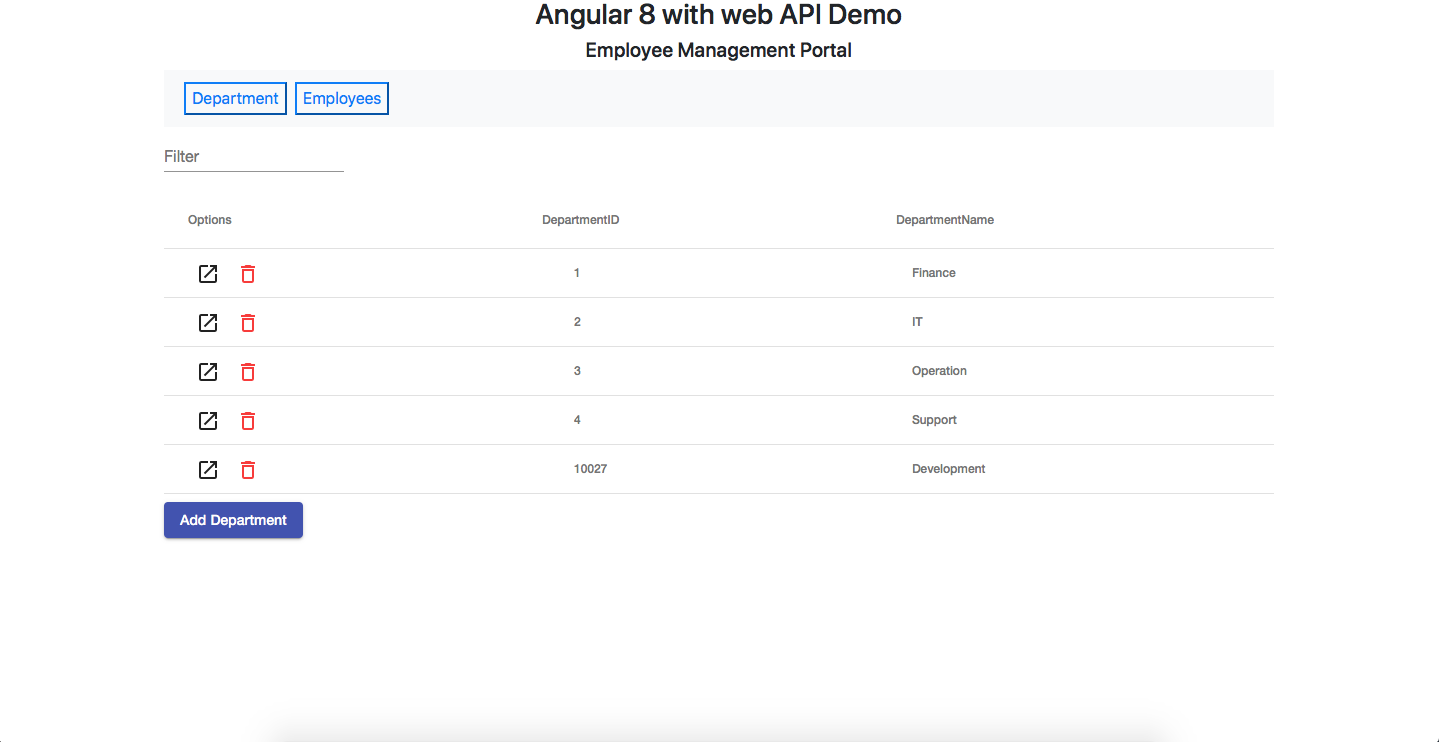 Angular 8 with web API Demo
Employee Management Portal
Department Employees
Filter
Options DepartmentID DepartmentName
1 Finance
2 IT
3 Operation
4 Support
10027 Development
Add Department